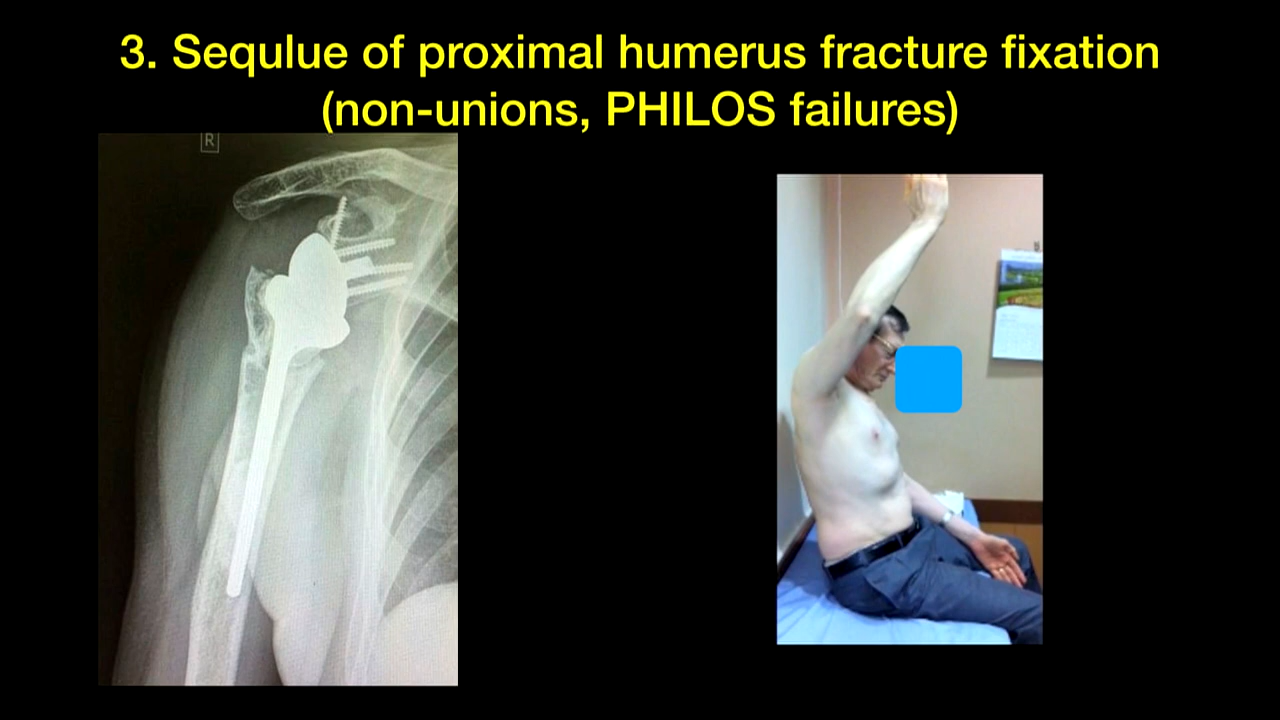 3. Sequlue of proximal humerus fracture fixation
(non-unions, PHILOS failures)
R